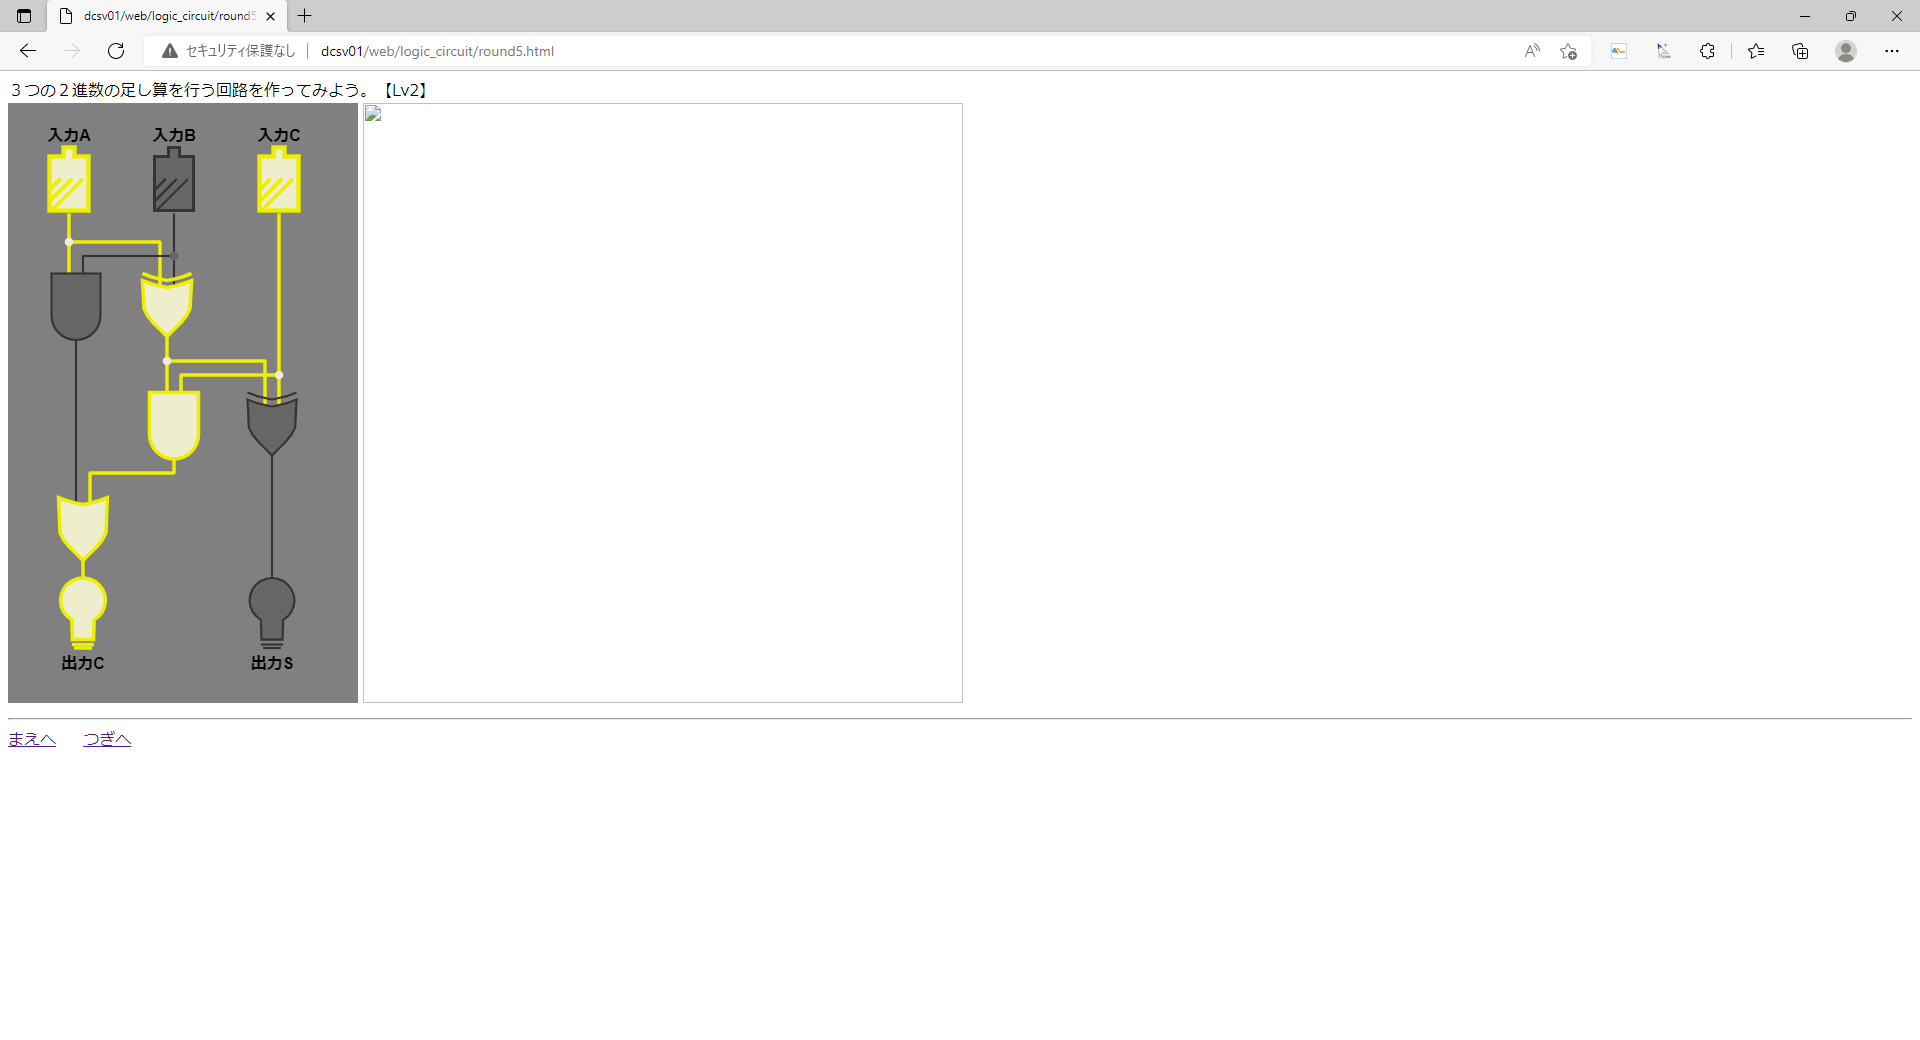 dcsv01/web/logic_circuit/round5
セキュリティ保護なし
dcsv01/web/logic_circuit/round5.html
３つの２進数の足し算を行う回路を作ってみよう。【Lv2】
入力A 入力B 入力C
出力C 出力S
まえへ つぎへ